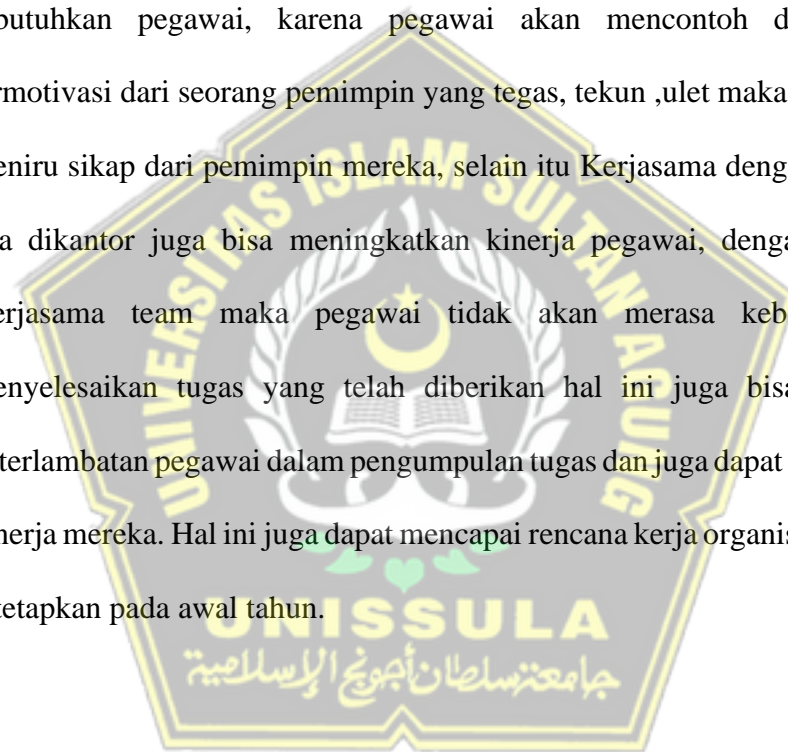 butuhkan pegawai, karena pegawai akan mencontoh d
rmotivasi dari seorang pemimpin yang tegas, tekun ,ulet maka
eniru sikap dari pemimpin mereka, selain itu Kerjasama deng
a dikantor juga bisa meningkatkan kinerja pegawai, denga
erjasama team maka pegawai tidak akan merasa keb
enyelesaikan tugas yang telah diberikan hal ini juga bisa
terlambatan pegawai dalam pengumpulan tugas dan juga dapat
nerja mereka. Hal ini juga dapat mencapai rencana kerja organis
tetapkan pada awal tahun.
UNIVERSITAS ISLAM SULTAN AGUNG
UNISSULA
جامعة سلطان أجونج الإسلامية